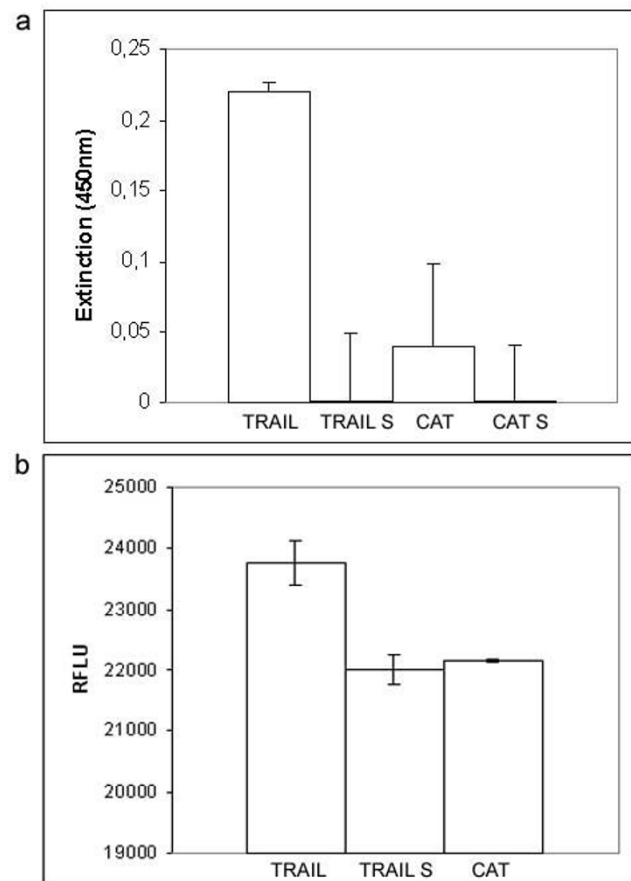 a
0,25
0,2
0,15
0,1
0,05
0
Extinction (450nm)
TRAIL TRAIL S CAT CAT S
b
25000
24000
23000
22000
21000
20000
19000
RFLU
TRAIL TRAIL S CAT